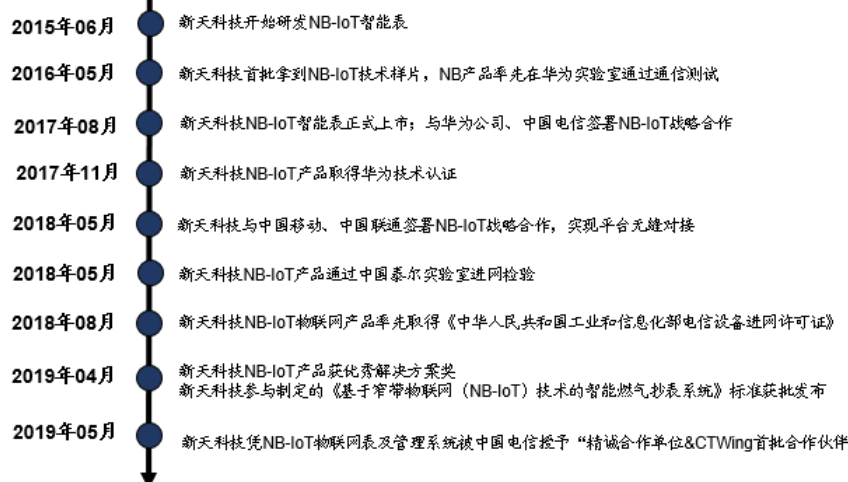 2015年06月 新天科技开始研发NB-IoT智能表
2016年05月 新天科技首批拿到NB-IoT技术样片，NB产品率先在华为实验室通过通信测试
2017年08月 新天科技NB-IoT智能表正式上市；与华为公司、中国电信签署NB-IoT战略合作
2017年11月 新天科技NB-IoT产品取得华为技术认证
2018年05月 新天科技与中国移动、中国联通签署NB-IoT战略合作，实现平台无缝对接
2018年05月 新天科技NB-IoT产品通过中国泰尔实验室进网检验
2018年08月 新天科技NB-IoT物联网产品率先取得《中华人民共和国工业和信息化部电信设备进网许可证》
2019年04月 新天科技NB-IoT产品获优秀解决方案奖
新天科技参与制定的《基于窄带物联网（NB-IoT）技术的智能燃气抄表系统》标准获批发布
2019年05月 新天科技凭NB-IoT物联网表及管理系统被中国电信授予“精诚合作单位&CTWing首批合作伙伴